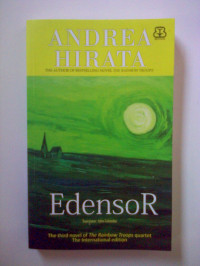 ANDREA
HIRATA
EdensoR
The third novel of The Rainbow Troops quartet
The international edition